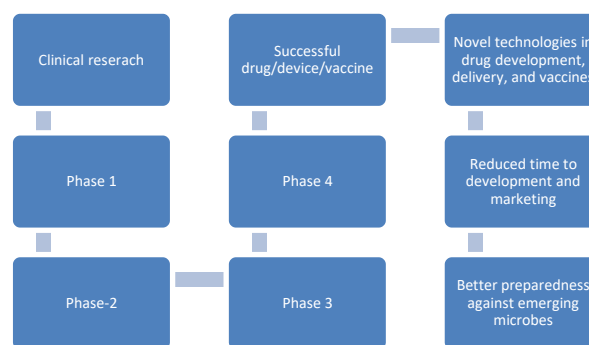 Clinical reserach
Phase 1
Phase-2
Phase 3
Phase 4
Successful
drug/device/vaccine
Novel technologies in
drug development,
delivery, and vaccines
Reduced time to
development and
marketing
Better preparedness
against emerging
microbes